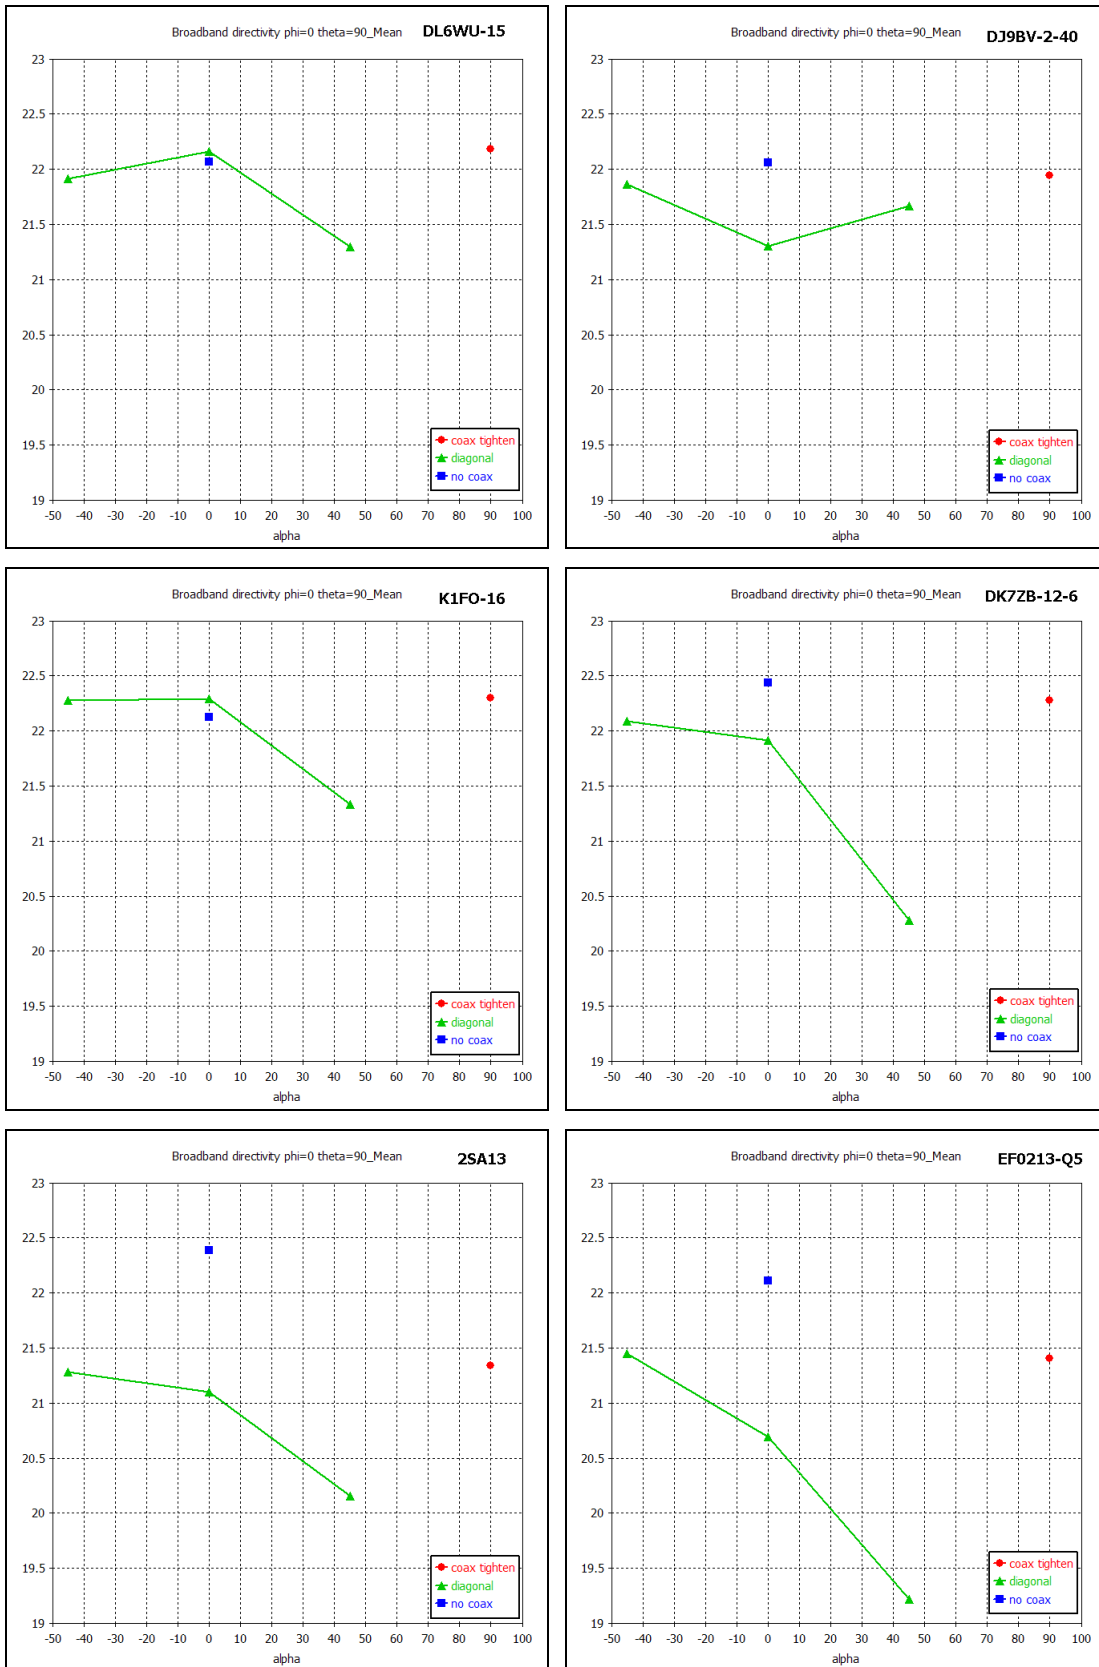 Broadband directivity phi=0 theta=90_Mean DL6WU-15
23
22.5
22
21.5
21
20.5
20
19.5
19
coax tighten
diagonal
no coax
-50 -40 -30 -20 -10 0 10 20 30 40 50 60 70 80 90 100
alpha
Broadband directivity phi=0 theta=90_Mean DJ9BV-2-40
23
22.5
22
21.5
21
20.5
20
19.5
19
coax tighten
diagonal
no coax
-50 -40 -30 -20 -10 0 10 20 30 40 50 60 70 80 90 100
alpha
Broadband directivity phi=0 theta=90_Mean K1FO-16
23
22.5
22
21.5
21
20.5
20
19.5
19
coax tighten
diagonal
no coax
-50 -40 -30 -20 -10 0 10 20 30 40 50 60 70 80 90 100
alpha
Broadband directivity phi=0 theta=90_Mean DK7ZB-12-6
23
22.5
22
21.5
21
20.5
20
19.5
19
coax tighten
diagonal
no coax
-50 -40 -30 -20 -10 0 10 20 30 40 50 60 70 80 90 100
alpha
Broadband directivity phi=0 theta=90_Mean 2SA13
23
22.5
22
21.5
21
20.5
20
19.5
19
coax tighten
diagonal
no coax
-50 -40 -30 -20 -10 0 10 20 30 40 50 60 70 80 90 100
alpha
Broadband directivity phi=0 theta=90_Mean EF0213-Q5
23
22.5
22
21.5
21
20.5
20
19.5
19
coax tighten
diagonal
no coax
-50 -40 -30 -20 -10 0 10 20 30 40 50 60 70 80 90 100
alpha